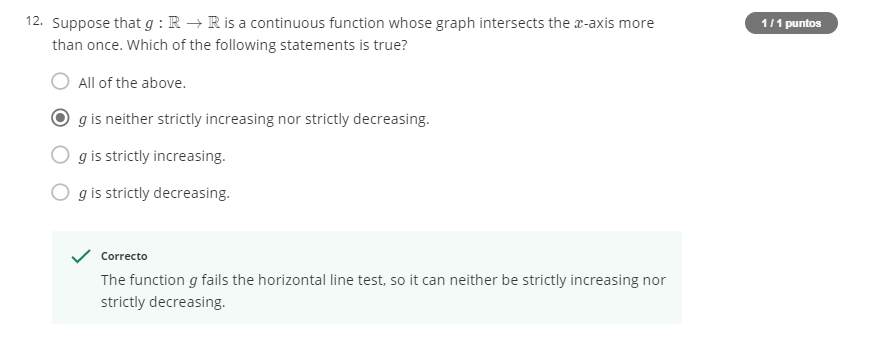 12. Suppose that g : ℝ → ℝ is a continuous function whose graph intersects the x-axis more
1 / 1 puntos
than once. Which of the following statements is true?
All of the above.
g is neither strictly increasing nor strictly decreasing.
g is strictly increasing.
g is strictly decreasing.
Correcto
The function g fails the horizontal line test, so it can neither be strictly increasing nor
strictly decreasing.